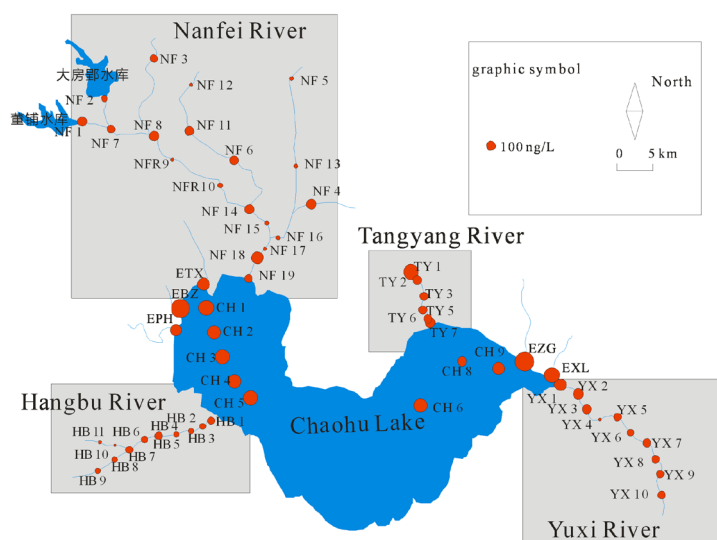 Nanfei River
NF 3
NF 12
NF 5
大房郢水库
NF 2
董铺水库
NF 1
NF 7
NF 8
NF 11
NF 6
NFR9
NF 13
NFR10
NF 4
NF 14
NF 15
NF 16
NF 17
NF 18
NF 19
graphic symbol
North
100 ng/L
0 5 km
Tangyang River
TY 1
TY 2
TY 3
TY 5
TY 6
TY 7
ETX
EBZ
EPH
CH 1
CH 2
CH 3
CH 4
CH 5
CH 6
CH 8
CH 9
EZG
EXL
Chaohu Lake
Hangbu River
HB 1
HB 2
HB 3
HB 4
HB 5
HB 6
HB 7
HB 8
HB 9
HB 10
HB 11
YX 1
YX 2
YX 3
YX 4
YX 5
YX 6
YX 7
YX 8
YX 9
YX 10
Yuxi River